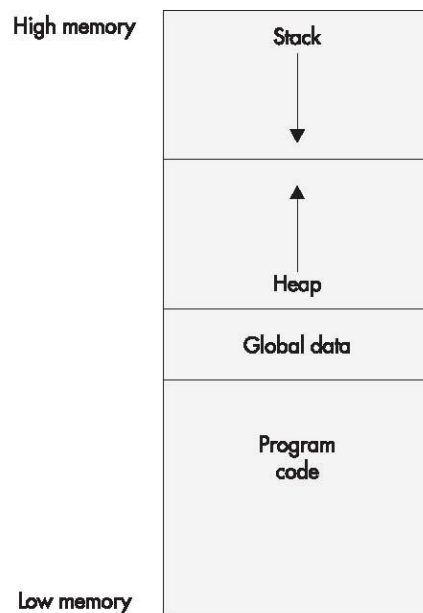 High memory
Stack
Heap
Global data
Program
code
Low memory